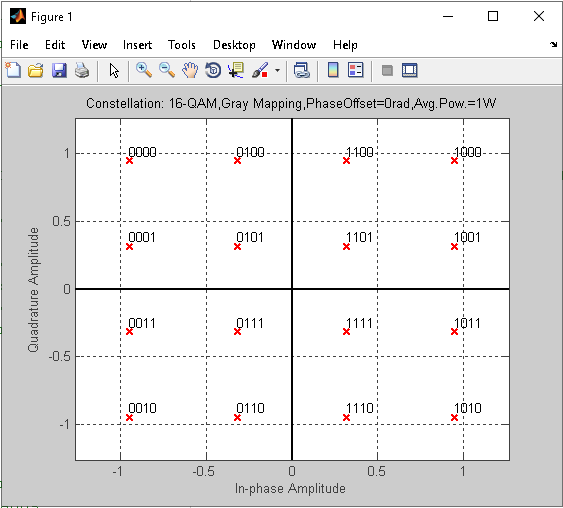 Figure 1
File Edit View Insert Tools Desktop Window Help
Constellation: 16-QAM,Gray Mapping,PhaseOffset=0rad,Avg.Pow.=1W
1
0000 0100 1100 1000
0.5
0001 0101 1101 1001
Quadrature Amplitude
0
0011 0111 1111 1011
-0.5
0010 0110 1110 1010
-1
-1 -0.5 0 0.5 1
In-phase Amplitude